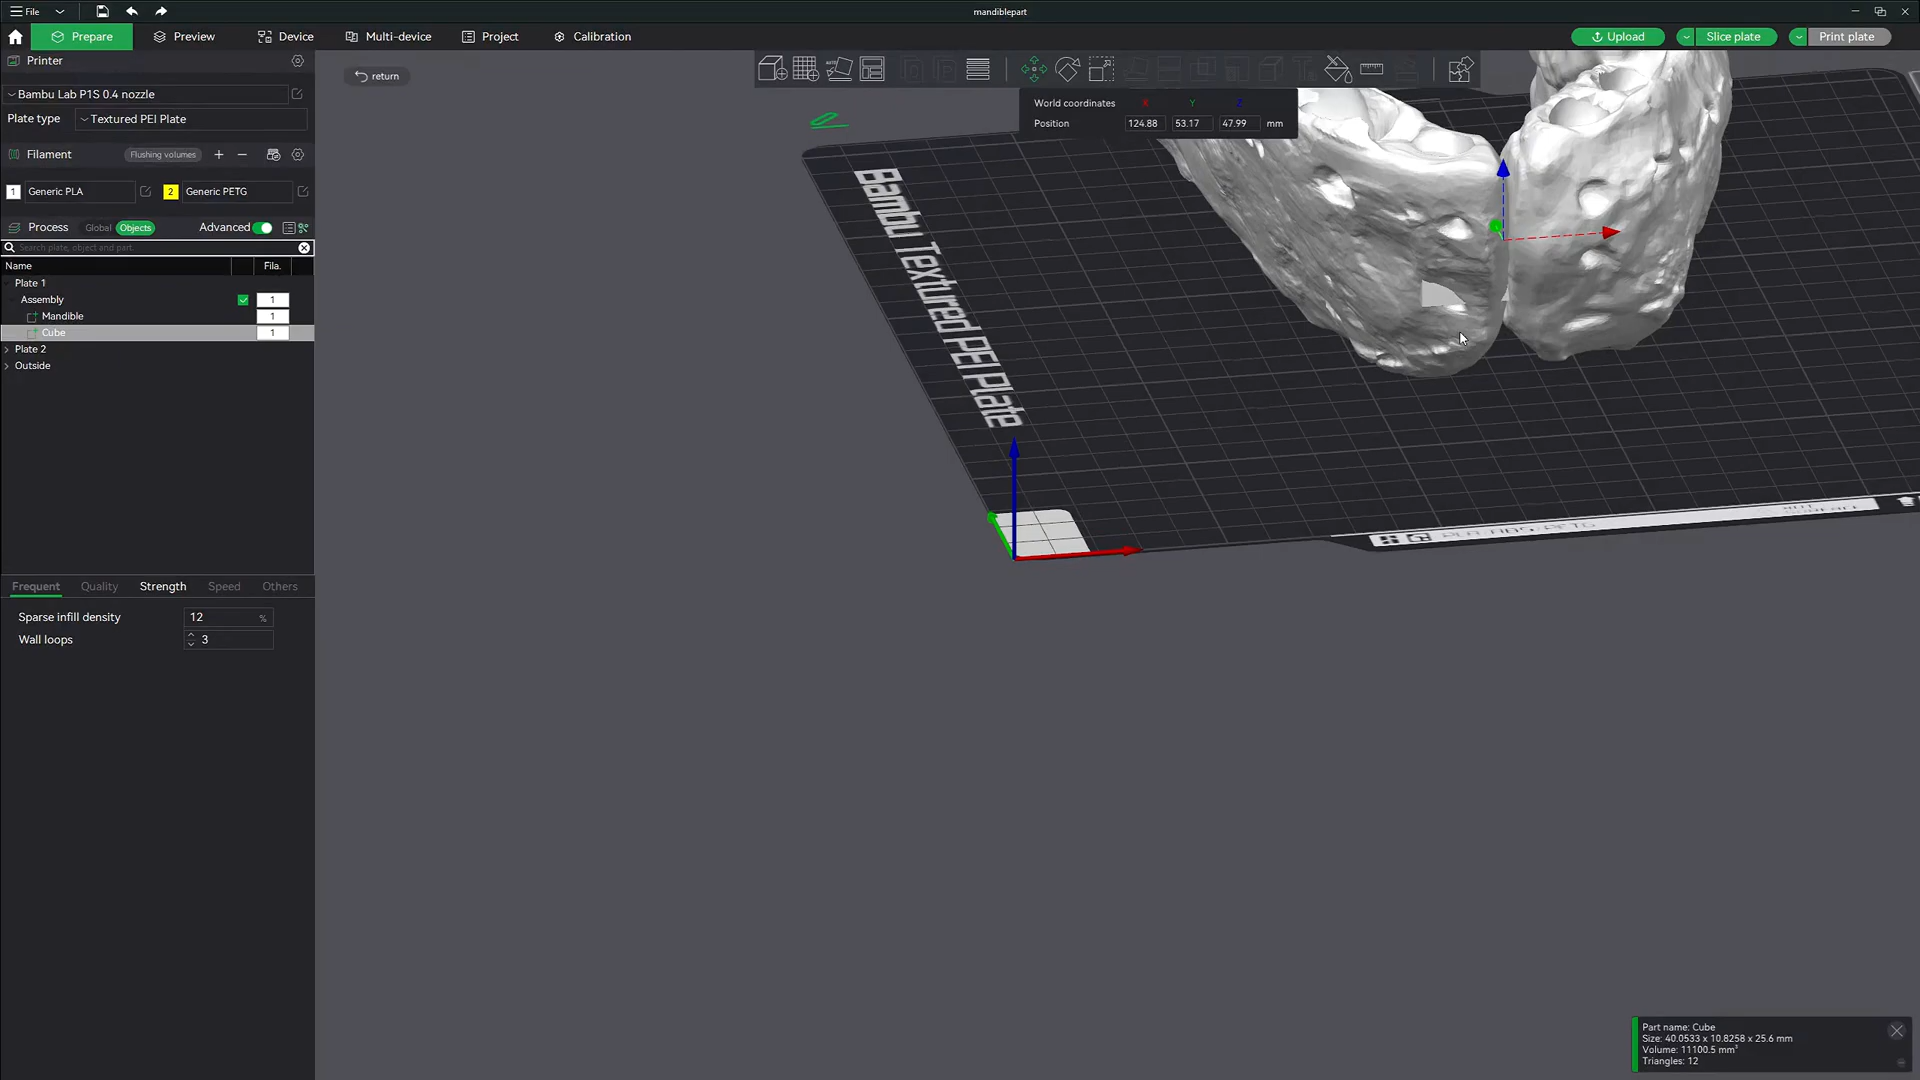 File
mandiblepart
Prepare Preview Device Multi-device Project Calibration
Upload Slice plate Print plate
Printer
return
World coordinates X Y Z
Bambu Lab P1S 0.4 nozzle
Plate type Textured PEI Plate
Position 124.88 53.17 47.99 mm
Filament Flushing volumes + −
1 Generic PLA 2 Generic PETG
Process Global Objects Advanced
Search plate, object and part.
Name Fila.
Plate 1
Assembly 1
Mandible 1
Cube 1
Plate 2
Outside
Bambu Textured PEI Plate
Frequent Quality Strength Speed Others
Sparse infill density 12 %
Wall loops 3
Part name: Cube
Size: 40.0533 x 10.8258 x 25.6 mm
Volume: 11100.5 mm³
Triangles: 12